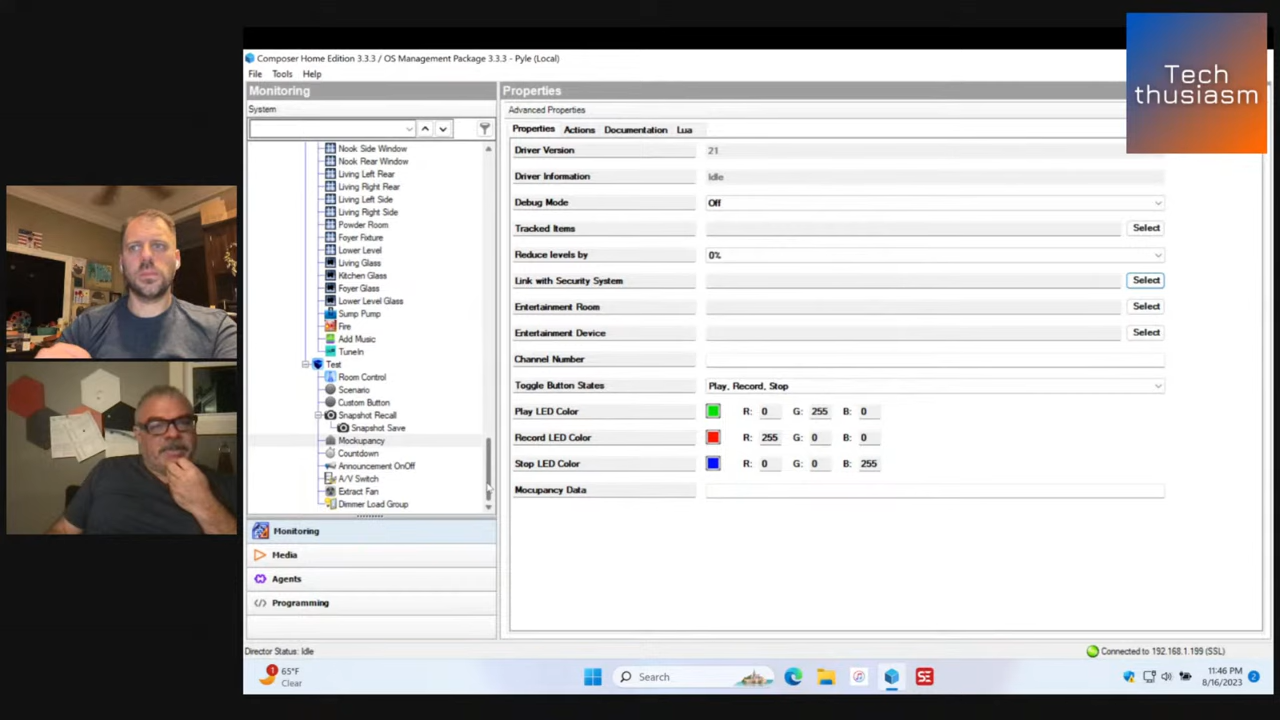 Tech
thusiasm
Composer Home Edition 3.3.3 / OS Management Package 3.3.3 - Pyle (Local)
File Tools Help
Monitoring
System
Nook Side Window
Nook Rear Window
Living Left Rear
Living Right Rear
Living Left Side
Living Right Side
Powder Room
Foyer Fixture
Lower Level
Living Glass
Kitchen Glass
Foyer Glass
Lower Level Glass
Sump Pump
Fire
Add Music
TuneIn
Test
Room Control
Scenario
Custom Button
Snapshot Recall
Snapshot Save
Mockupancy
Countdown
Announcement OnOff
A/V Switch
Extract Fan
Dimmer Load Group
Monitoring
Media
Agents
Programming
Properties
Advanced Properties
Properties Actions Documentation Lua
Driver Version 21
Driver Information Idle
Debug Mode Off
Tracked Items Select
Reduce levels by 0%
Link with Security System Select
Entertainment Room Select
Entertainment Device Select
Channel Number
Toggle Button States Play, Record, Stop
Play LED Color R: 0 G: 255 B: 0
Record LED Color R: 255 G: 0 B: 0
Stop LED Color R: 0 G: 0 B: 255
Mocupancy Data
Director Status: Idle
Connected to 192.168.1.199 (SSL)
1
65°F
Clear
Search
SE
11:46 PM
8/16/2023
2